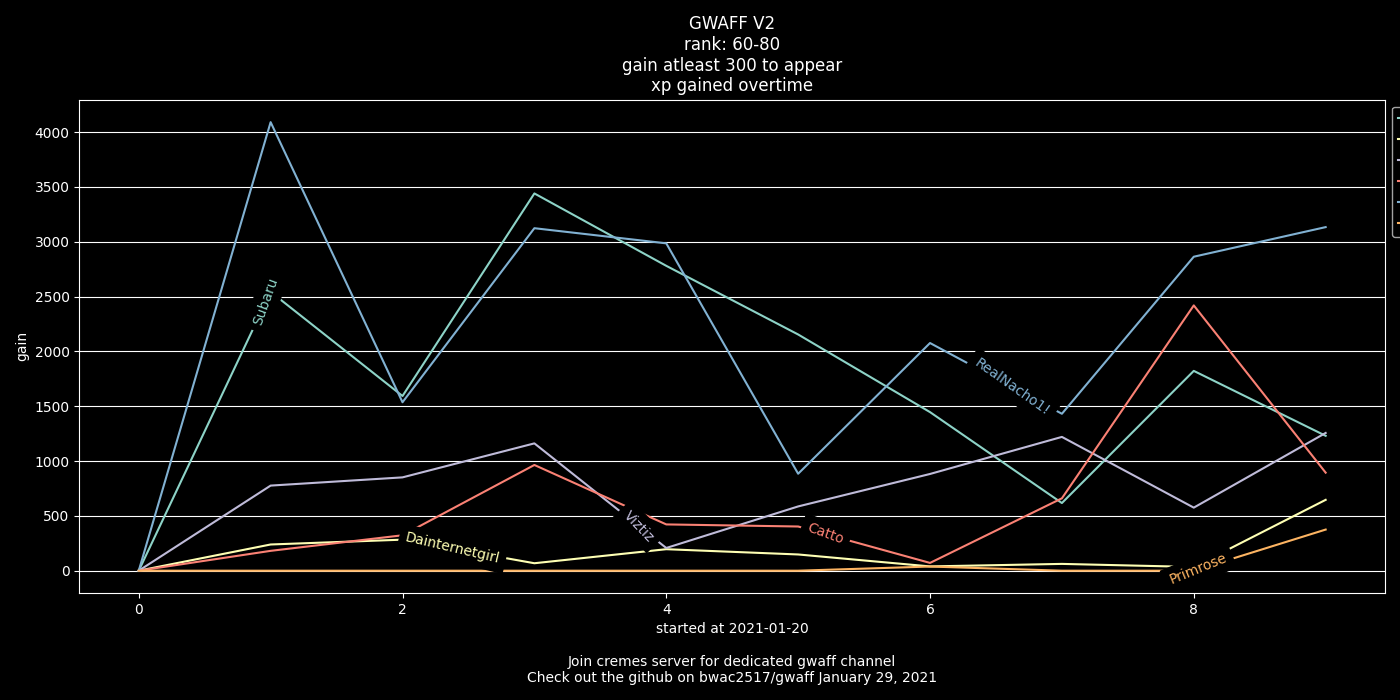 GWAFF V2
rank: 60-80
gain atleast 300 to appear
xp gained overtime
gain
4000
3500
3000
2500
2000
1500
1000
500
0
Subaru
RealNacho1!
Viztiz
Catto
Dainternetgirl
Primrose
0 2 4 6 8
started at 2021-01-20
Join cremes server for dedicated gwaff channel
Check out the github on bwac2517/gwaff January 29, 2021